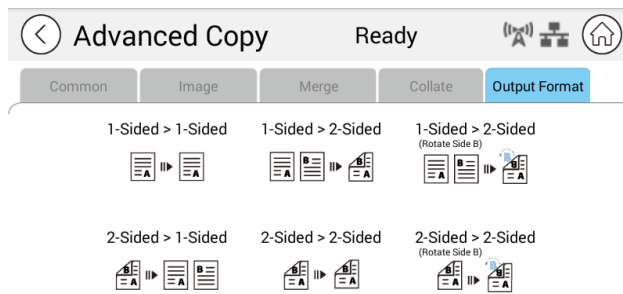 Advanced Copy Ready
Common Image Merge Collate Output Format
1-Sided > 1-Sided 1-Sided > 2-Sided 1-Sided > 2-Sided
(Rotate Side B)
A A A B B A A B B A
2-Sided > 1-Sided 2-Sided > 2-Sided 2-Sided > 2-Sided
(Rotate Side B)
B A A B B A B A B A B A